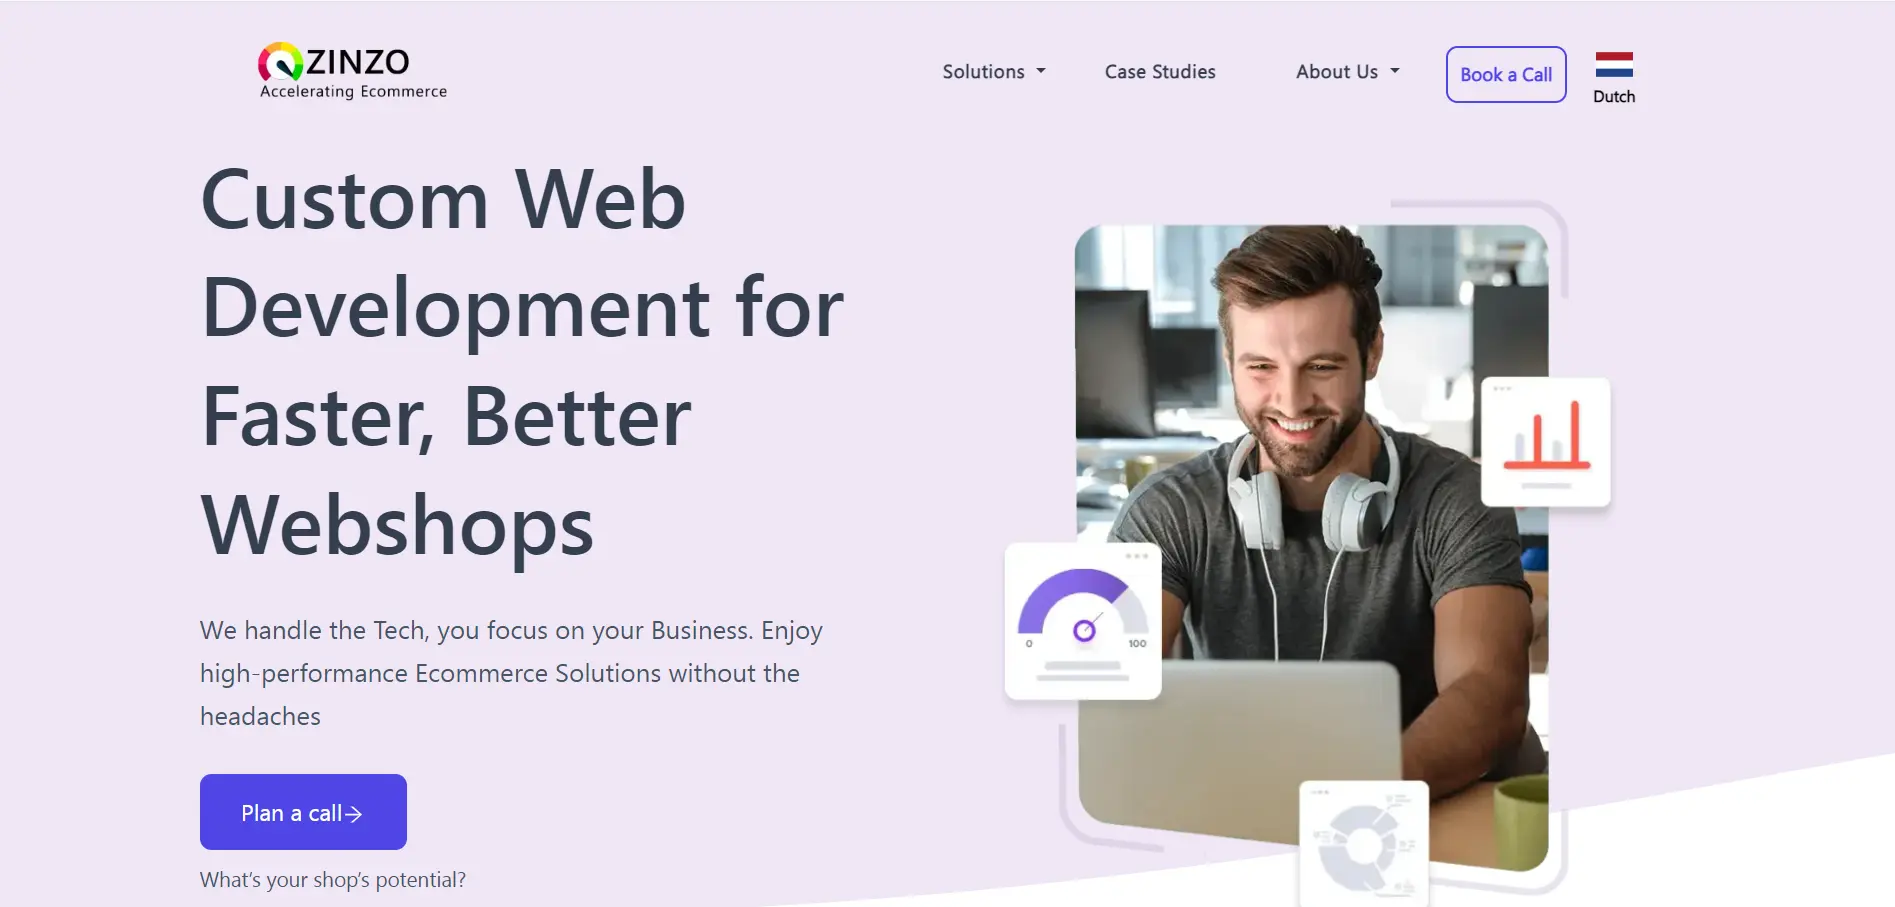 ZINZO
Accelerating Ecommerce
Solutions
Case Studies
About Us
Book a Call
Dutch
Custom Web
Development for
Faster, Better
Webshops
We handle the Tech, you focus on your Business. Enjoy
high-performance Ecommerce Solutions without the
headaches
Plan a call→
What's your shop's potential?
0
100